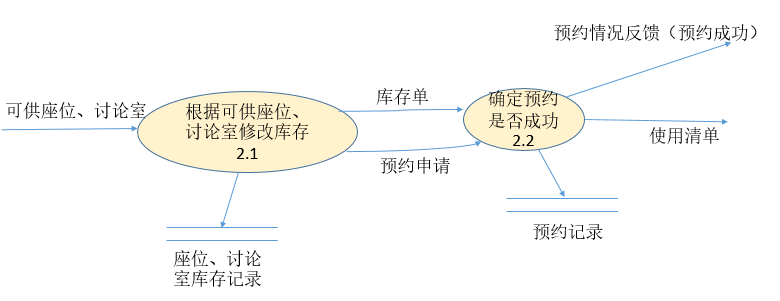 预约情况反馈（预约成功）
可供座位、讨论室
根据可供座位、
讨论室修改库存
2.1
库存单
预约申请
确定预约
是否成功
2.2
使用清单
座位、讨论
室库存记录
预约记录